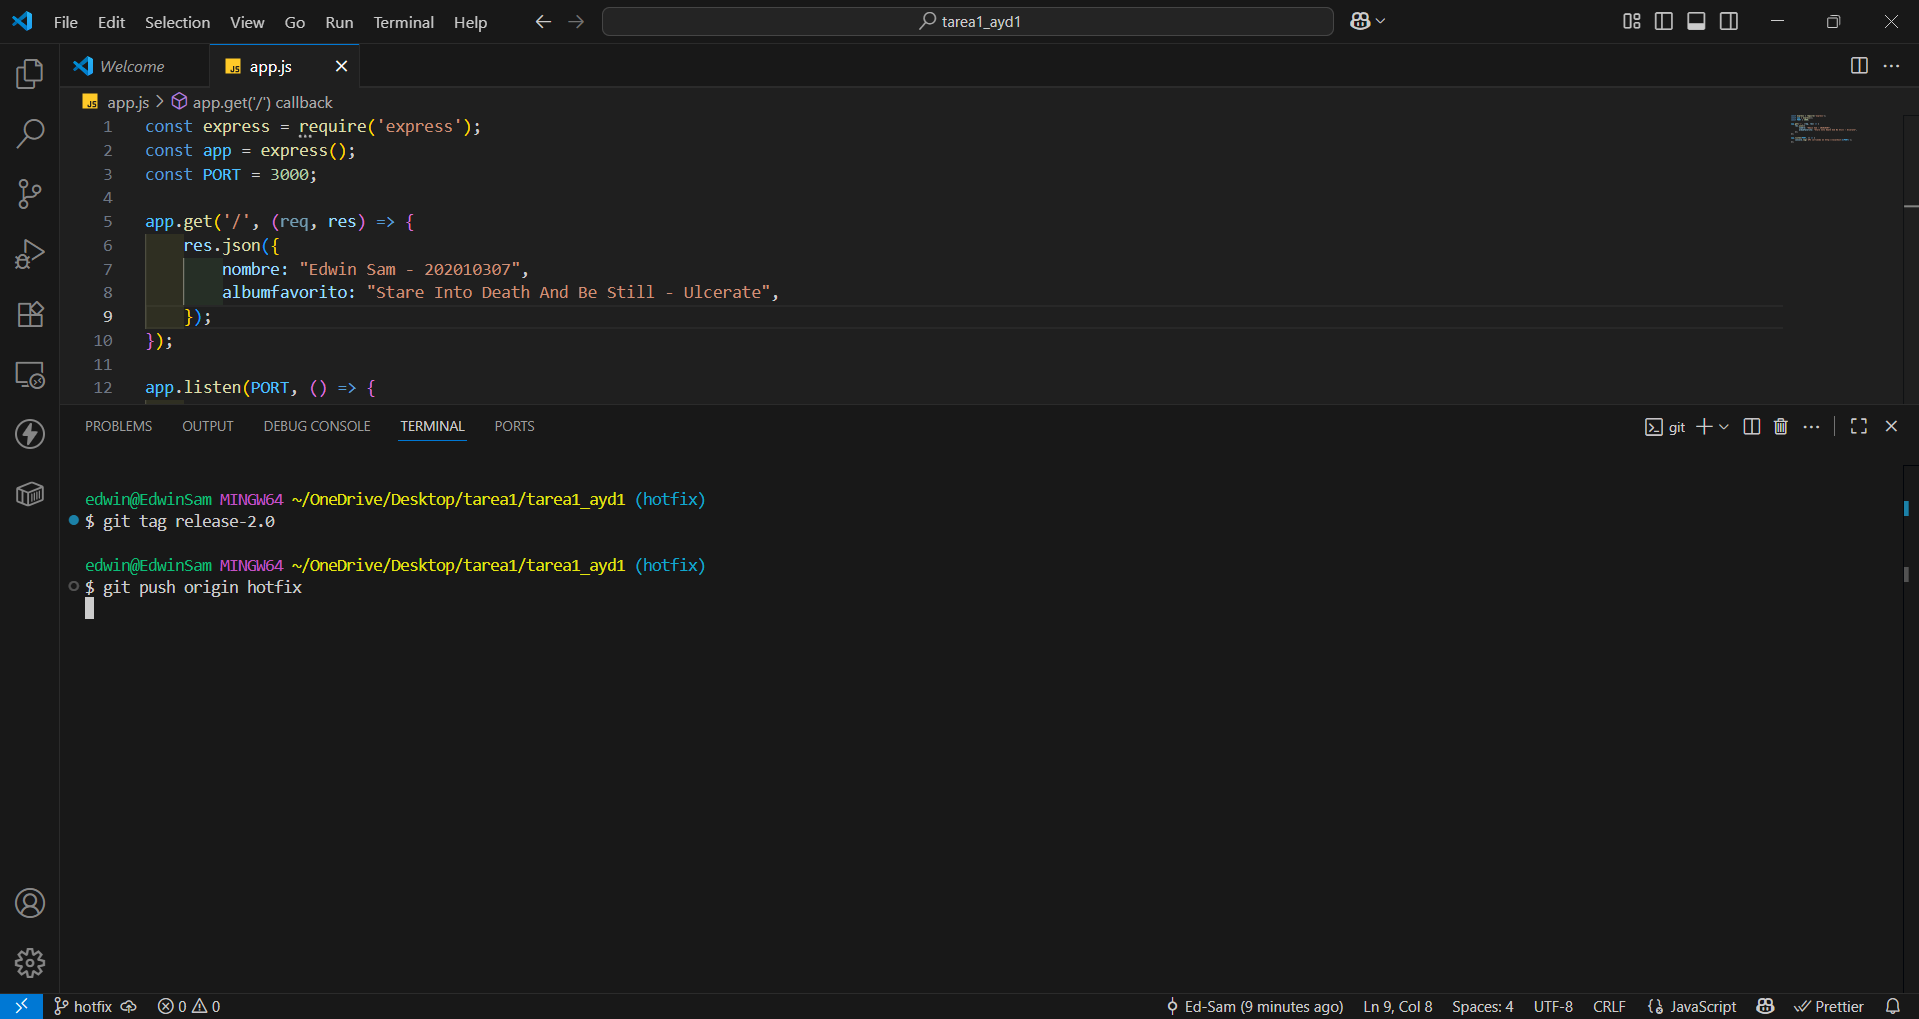 File Edit Selection View Go Run Terminal Help
tarea1_ayd1
Welcome
JS app.js
JS app.js > app.get('/') callback
1 const express = require('express');
2 const app = express();
3 const PORT = 3000;
4
5 app.get('/', (req, res) => {
6 res.json({
7 nombre: "Edwin Sam - 202010307",
8 albumfavorito: "Stare Into Death And Be Still - Ulcerate",
9 });
10 });
11
12 app.listen(PORT, () => {
PROBLEMS OUTPUT DEBUG CONSOLE TERMINAL PORTS
git
edwin@EdwinSam MINGW64 ~/OneDrive/Desktop/tarea1/tarea1_ayd1 (hotfix)
$ git tag release-2.0
edwin@EdwinSam MINGW64 ~/OneDrive/Desktop/tarea1/tarea1_ayd1 (hotfix)
$ git push origin hotfix
hotfix 0 0 Ed-Sam (9 minutes ago) Ln 9, Col 8 Spaces: 4 UTF-8 CRLF JavaScript Prettier